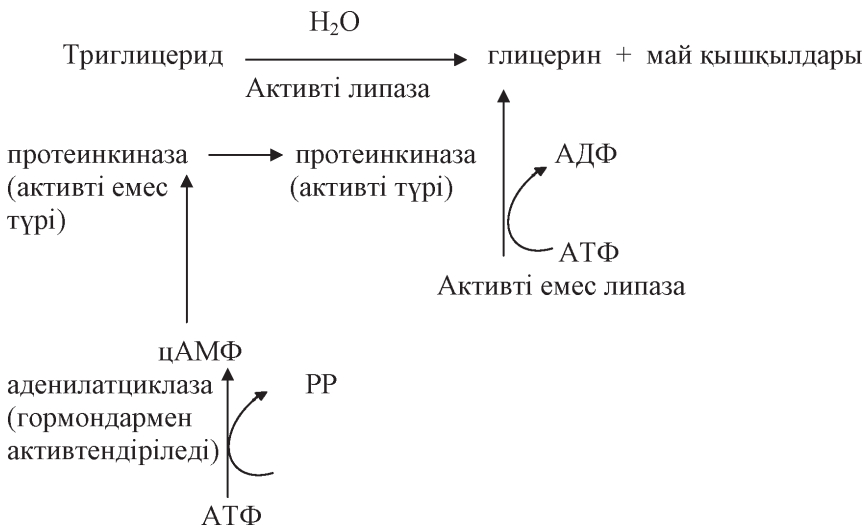 H₂O
Триглицерид глицерин + май қышқылдары
Активті липаза
протеинкиназа протеинкиназа АДФ
(активті емес (активті түрі)
түрі)
АТФ
Активті емес липаза
цАМФ
аденилатциклаза РР
(гормондармен
активтендіріледі)
АТФ